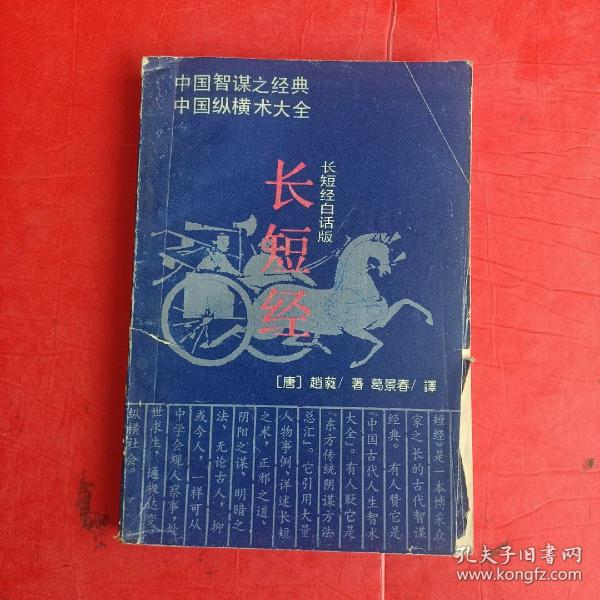 中国智谋之经典
中国纵横术大全
长短经白话版
长短经
［唐］趙蕤/著 葛景春/譯
短经》是一本博采众
家之长的古代智谋
经典。有人赞它是
“中国古代人生智术
大全”。有人贬它是
“东方传统阴谋方法
总汇”。它引用大量
人物事例，详述长短
之术，正邪之道、
阴阳之谋、明暗之
法、无论古人，抑
或今人，一样可从
中学会观人察事，处
世求生，通权达变，
纵横社会。
孔夫子旧书网
www.kongfz.com